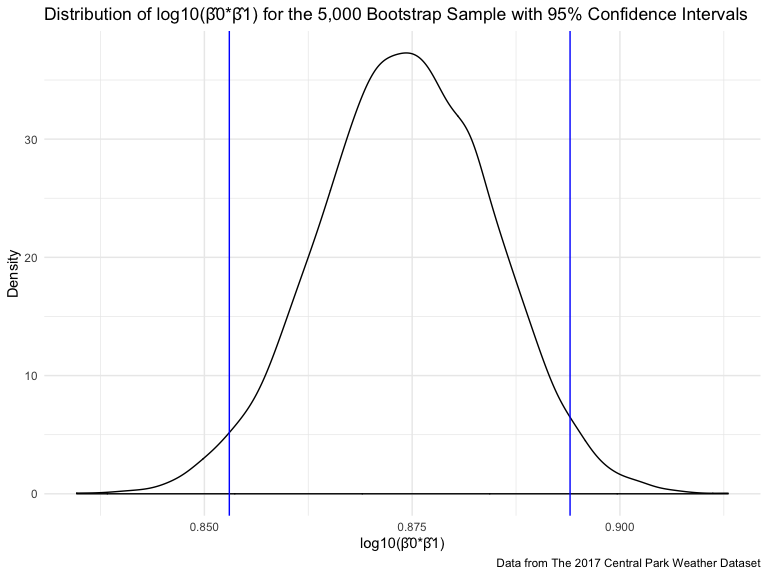 Distribution of log10(β̂0*β̂1) for the 5,000 Bootstrap Sample with 95% Confidence Intervals
30
20
10
0
Density
0.850 0.875 0.900
log10(β̂0*β̂1)
Data from The 2017 Central Park Weather Dataset